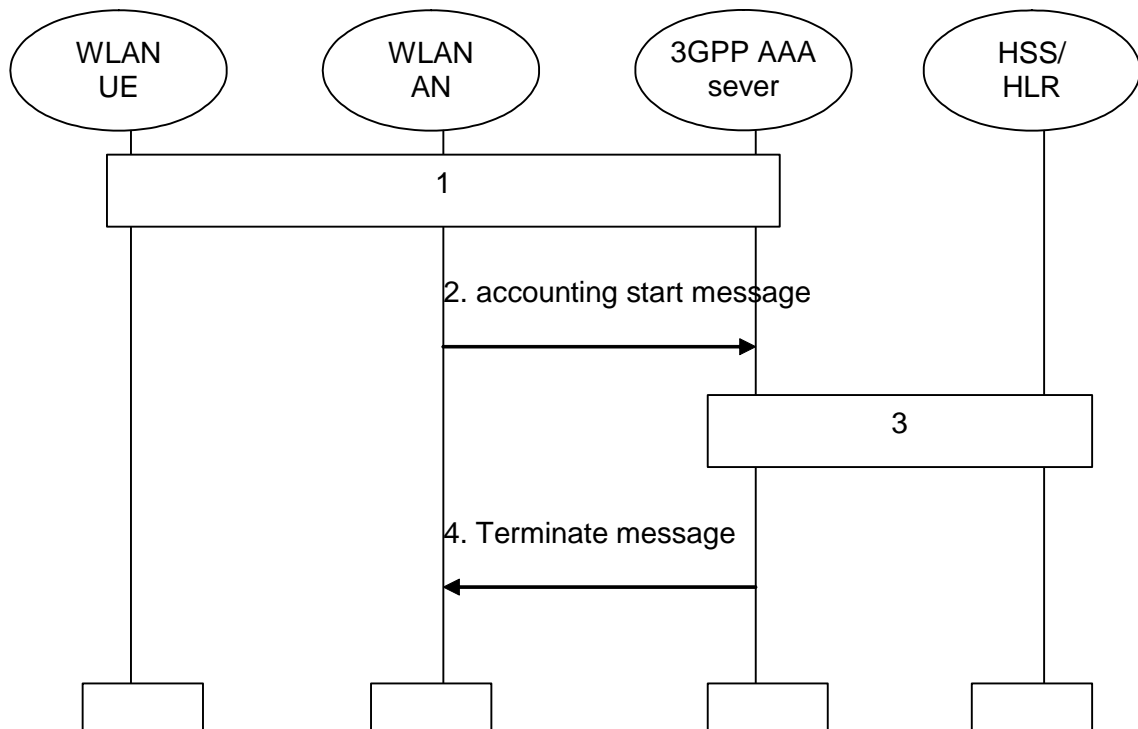 WLAN
UE
WLAN
AN
3GPP AAA
sever
HSS/
HLR
1
2. accounting start message
3
4. Terminate message